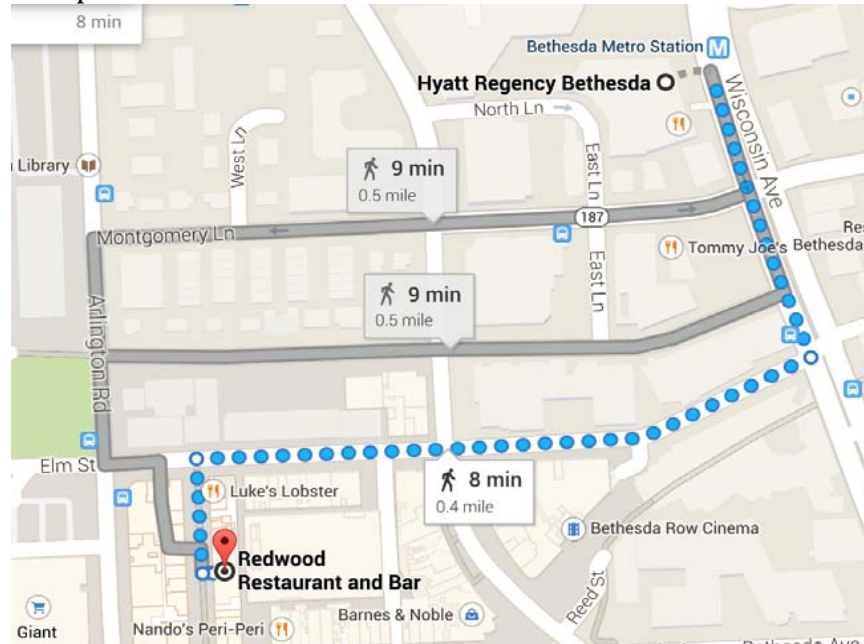 8 min
Bethesda Metro Station M
Hyatt Regency Bethesda
Wisconsin Ave
North Ln
Library
West Ln
East Ln
9 min
0.5 mile
187
Montgomery Ln
Tommy Joe's Bethesda
East Ln
9 min
0.5 mile
Arlington Rd
Elm St
8 min
0.4 mile
Luke's Lobster
Bethesda Row Cinema
Redwood
Restaurant and Bar
Reed St
Barnes & Noble
Giant
Nando's Peri-Peri